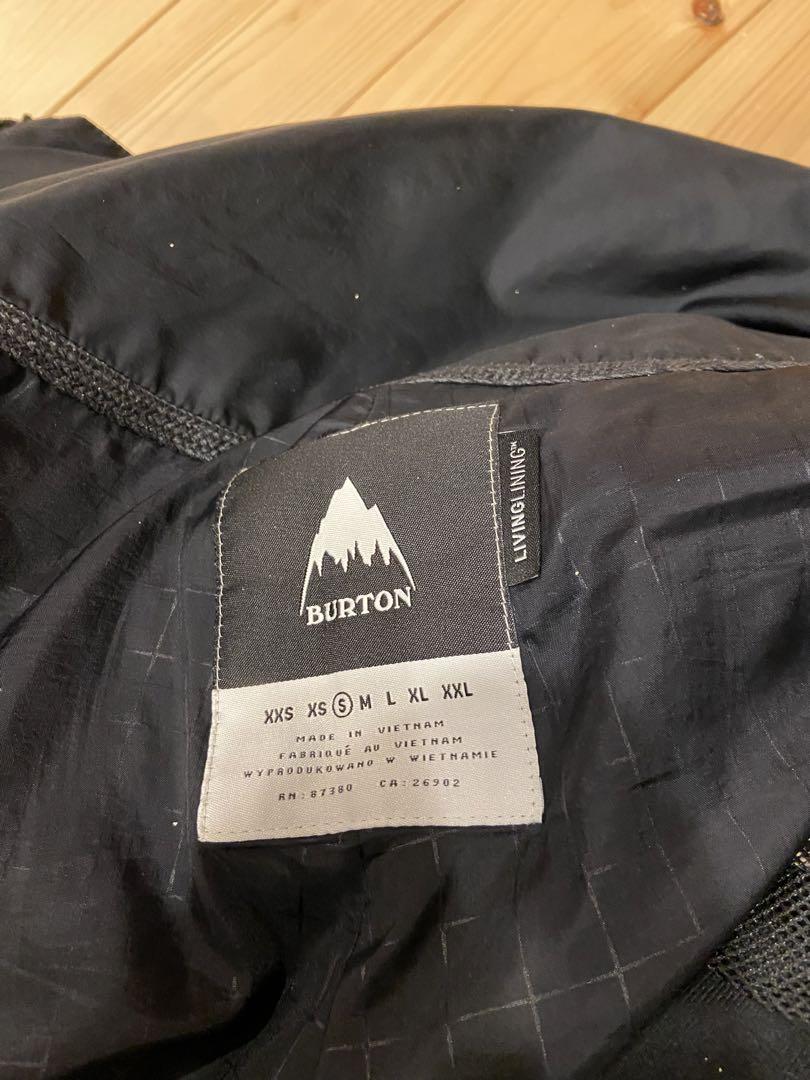 BURTON
LIVINGLINING™
XXS XS S M L XL XXL
MADE IN VIETNAM
FABRIQUÉ AU VIETNAM
WYPRODUKOWANO W WIETNAMIE
RN:87380 CA:26902